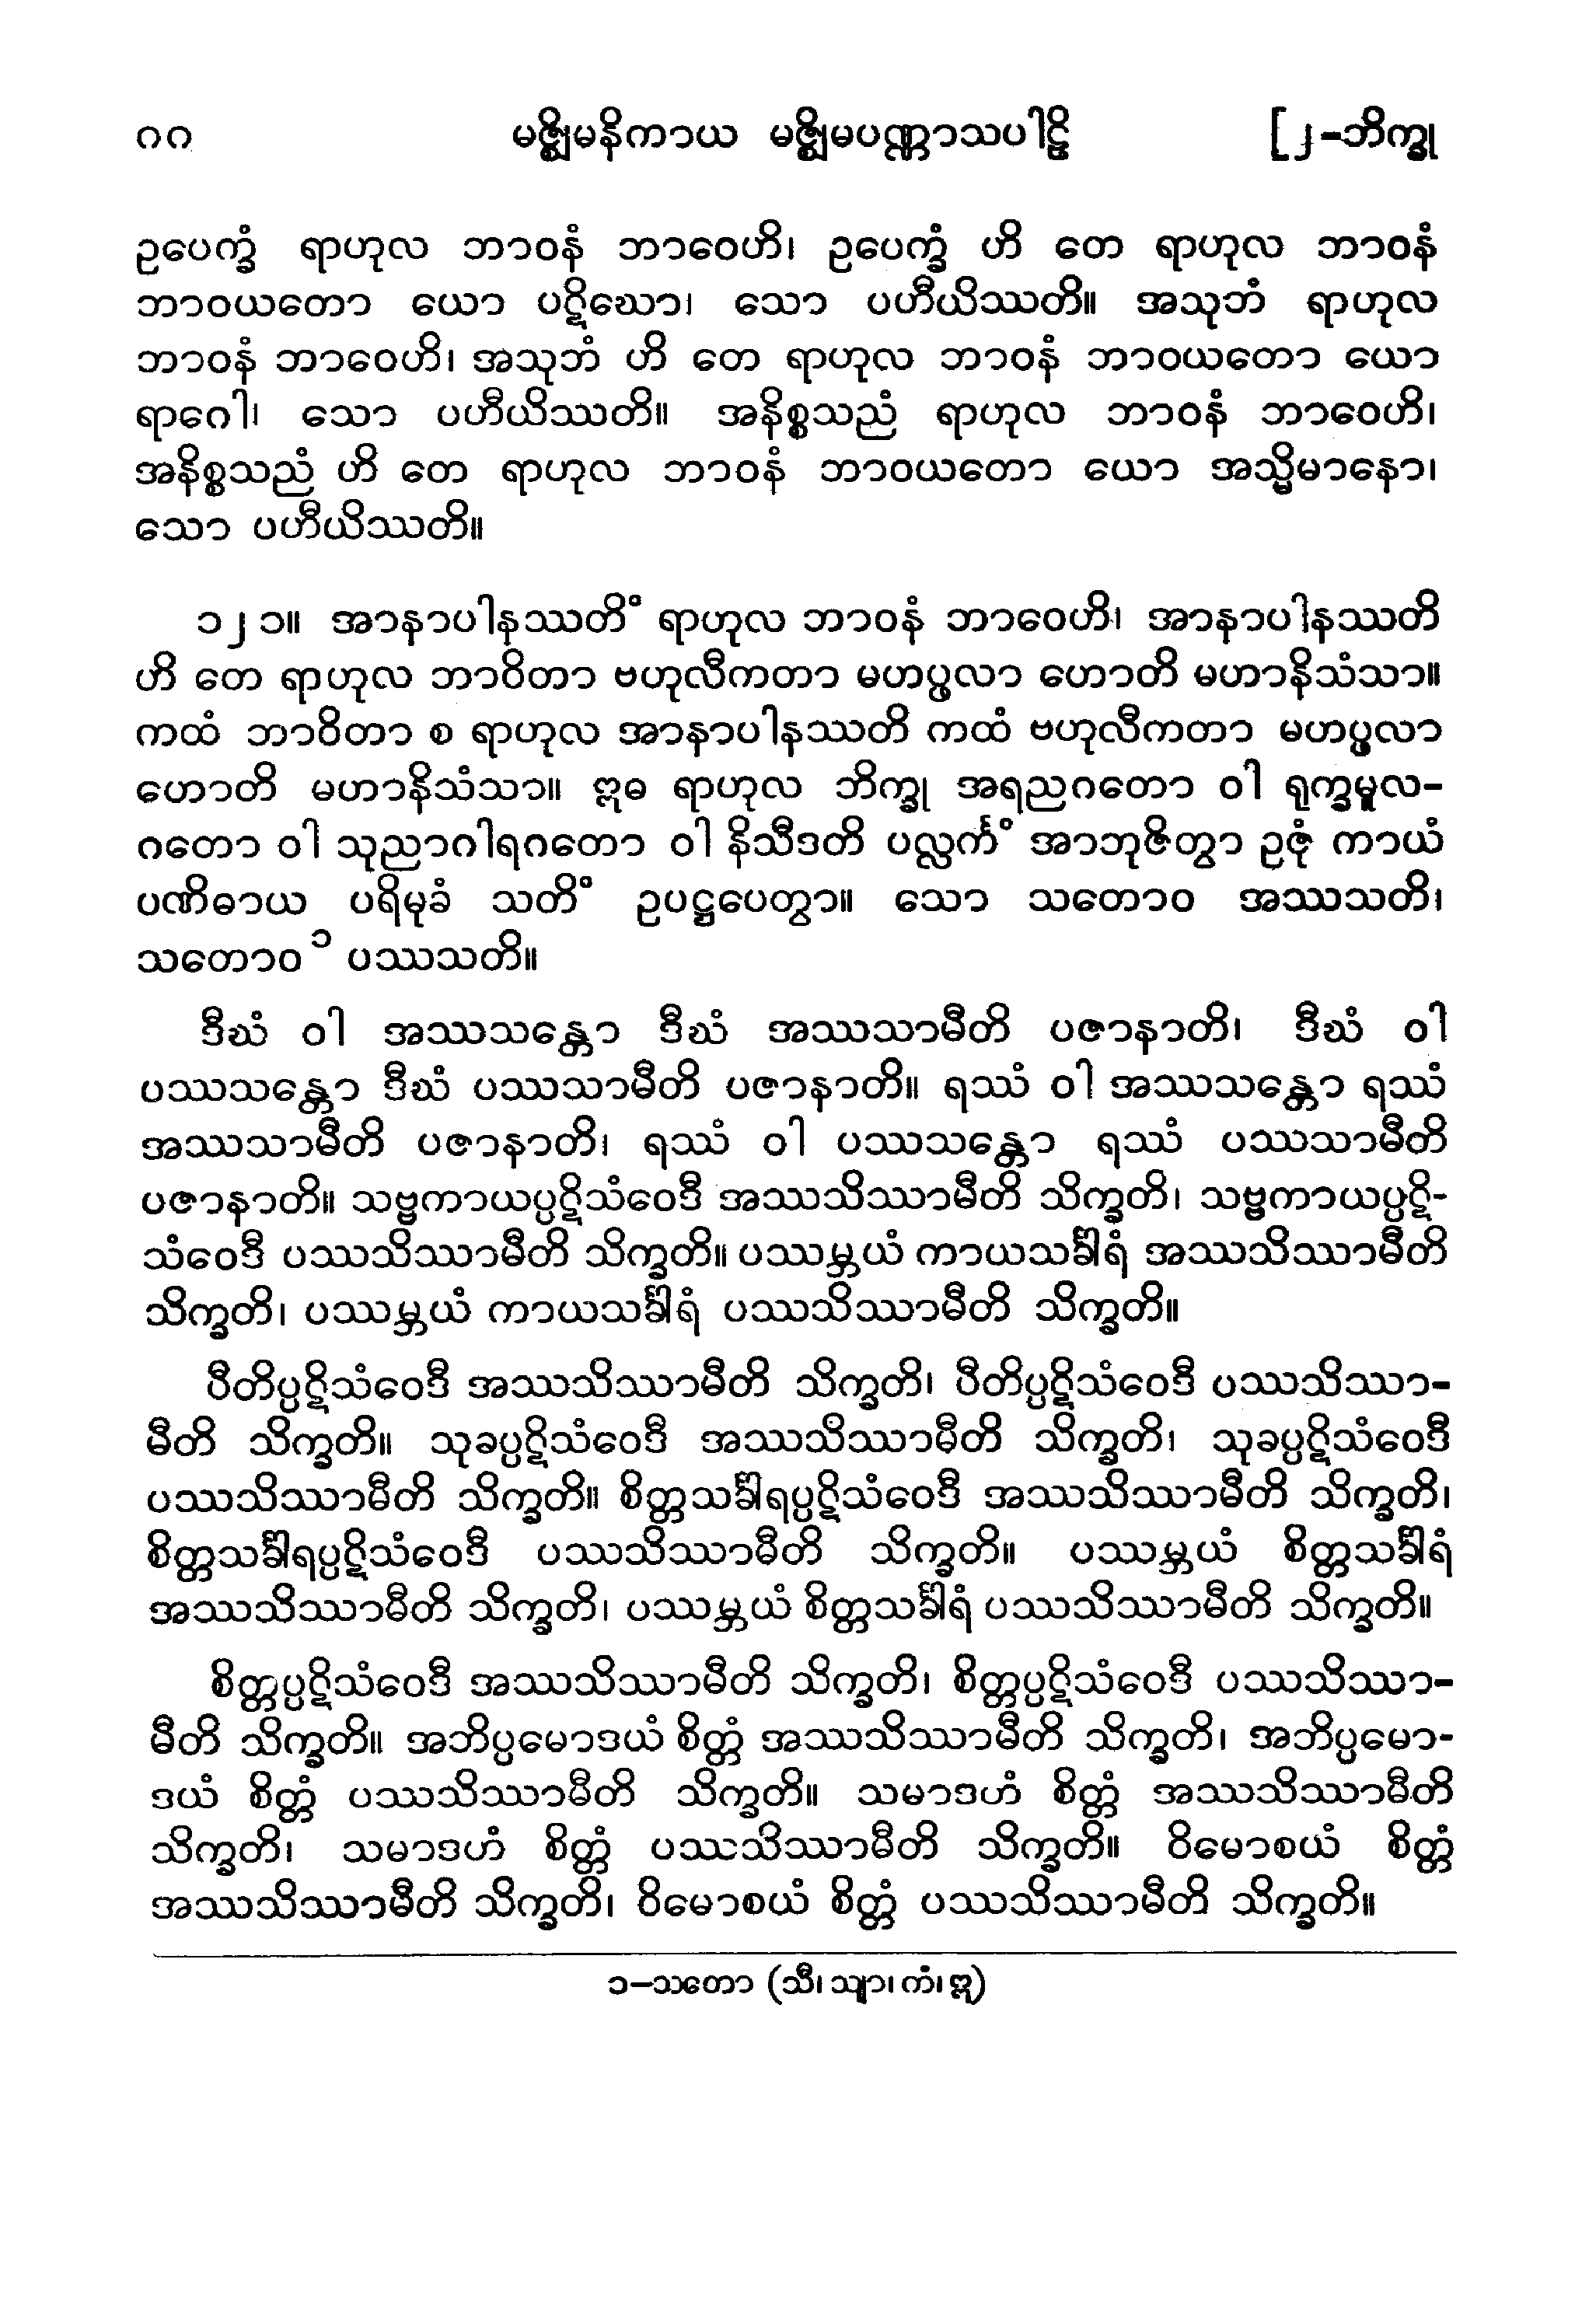 ၈၈ မဇ္ဈိမနိကာယ မဇ္ဈိမပဏ္ဏာသပါဠိ [၂-ဘိက္ခု
ဥပေက္ခံ ရာဟုလ ဘာဝနံ ဘာဝေဟိ၊ ဥပေက္ခံ ဟိ တေ ရာဟုလ ဘာဝနံ
ဘာဝယတော ယော ပဋိဃော၊ သော ပဟီယိဿတိ။ အသုဘံ ရာဟုလ
ဘာဝနံ ဘာဝေဟိ၊ အသုဘံ ဟိ တေ ရာဟုလ ဘာဝနံ ဘာဝယတော ယော
ရာဂေါ၊ သော ပဟီယိဿတိ။ အနိစ္စသညံ ရာဟုလ ဘာဝနံ ဘာဝေဟိ၊
အနိစ္စသညံ ဟိ တေ ရာဟုလ ဘာဝနံ ဘာဝယတော ယော အသ္မိမာနော၊
သော ပဟီယိဿတိ။
၁၂၁။ အာနာပါနဿတိံ ရာဟုလ ဘာဝနံ ဘာဝေဟိ၊ အာနာပါနဿတိ
ဟိ တေ ရာဟုလ ဘာဝိတာ ဗဟုလီကတာ မဟပ္ဖလာ ဟောတိ မဟာနိသံသာ။
ကထံ ဘာဝိတာ စ ရာဟုလ အာနာပါနဿတိ ကထံ ဗဟုလီကတာ မဟပ္ဖလာ
ဟောတိ မဟာနိသံသာ။ ဣဓ ရာဟုလ ဘိက္ခု အရညဂတော ဝါ ရုက္ခမူလ-
ဂတော ဝါ သုညာဂါရဂတော ဝါ နိသီဒတိ ပလ္လင်္ကံ အာဘုဇိတွာ ဥဇုံ ကာယံ
ပဏိဓာယ ပရိမုခံ သတိံ ဥပဋ္ဌပေတွာ။ သော သတောဝ အဿသတိ၊
သတောဝ၁ ပဿသတိ။
ဒီဃံ ဝါ အဿသန္တော ဒီဃံ အဿသာမီတိ ပဇာနာတိ၊ ဒီဃံ ဝါ
ပဿသန္တော ဒီဃံ ပဿသာမီတိ ပဇာနာတိ။ ရဿံ ဝါ အဿသန္တော ရဿံ
အဿသာမီတိ ပဇာနာတိ၊ ရဿံ ဝါ ပဿသန္တော ရဿံ ပဿသာမီတိ
ပဇာနာတိ။ သဗ္ဗကာယပ္ပဋိသံဝေဒီ အဿသိဿာမီတိ သိက္ခတိ၊ သဗ္ဗကာယပ္ပဋိ-
သံဝေဒီ ပဿသိဿာမီတိ သိက္ခတိ။ ပဿမ္ဘယံ ကာယသင်္ခါရံ အဿသိဿာမီတိ
သိက္ခတိ၊ ပဿမ္ဘယံ ကာယသင်္ခါရံ ပဿသိဿာမီတိ သိက္ခတိ။
ပီတိပ္ပဋိသံဝေဒီ အဿသိဿာမီတိ သိက္ခတိ၊ ပီတိပ္ပဋိသံဝေဒီ ပဿသိဿာ-
မီတိ သိက္ခတိ။ သုခပ္ပဋိသံဝေဒီ အဿသိဿာမီတိ သိက္ခတိ၊ သုခပ္ပဋိသံဝေဒီ
ပဿသိဿာမီတိ သိက္ခတိ။ စိတ္တသင်္ခါရပ္ပဋိသံဝေဒီ အဿသိဿာမီတိ သိက္ခတိ၊
စိတ္တသင်္ခါရပ္ပဋိသံဝေဒီ ပဿသိဿာမီတိ သိက္ခတိ။ ပဿမ္ဘယံ စိတ္တသင်္ခါရံ
အဿသိဿာမီတိ သိက္ခတိ၊ ပဿမ္ဘယံ စိတ္တသင်္ခါရံ ပဿသိဿာမီတိ သိက္ခတိ။
စိတ္တပ္ပဋိသံဝေဒီ အဿသိဿာမီတိ သိက္ခတိ၊ စိတ္တပ္ပဋိသံဝေဒီ ပဿသိဿာ-
မီတိ သိက္ခတိ။ အဘိပ္ပမောဒယံ စိတ္တံ အဿသိဿာမီတိ သိက္ခတိ၊ အဘိပ္ပမော-
ဒယံ စိတ္တံ ပဿသိဿာမီတိ သိက္ခတိ။ သမာဒဟံ စိတ္တံ အဿသိဿာမီတိ
သိက္ခတိ၊ သမာဒဟံ စိတ္တံ ပဿသိဿာမီတိ သိက္ခတိ။ ဝိမောစယံ စိတ္တံ
အဿသိဿာမီတိ သိက္ခတိ၊ ဝိမောစယံ စိတ္တံ ပဿသိဿာမီတိ သိက္ခတိ။
၁-သတော (သီ၊ သျာ၊ ကံ၊ ဣ)